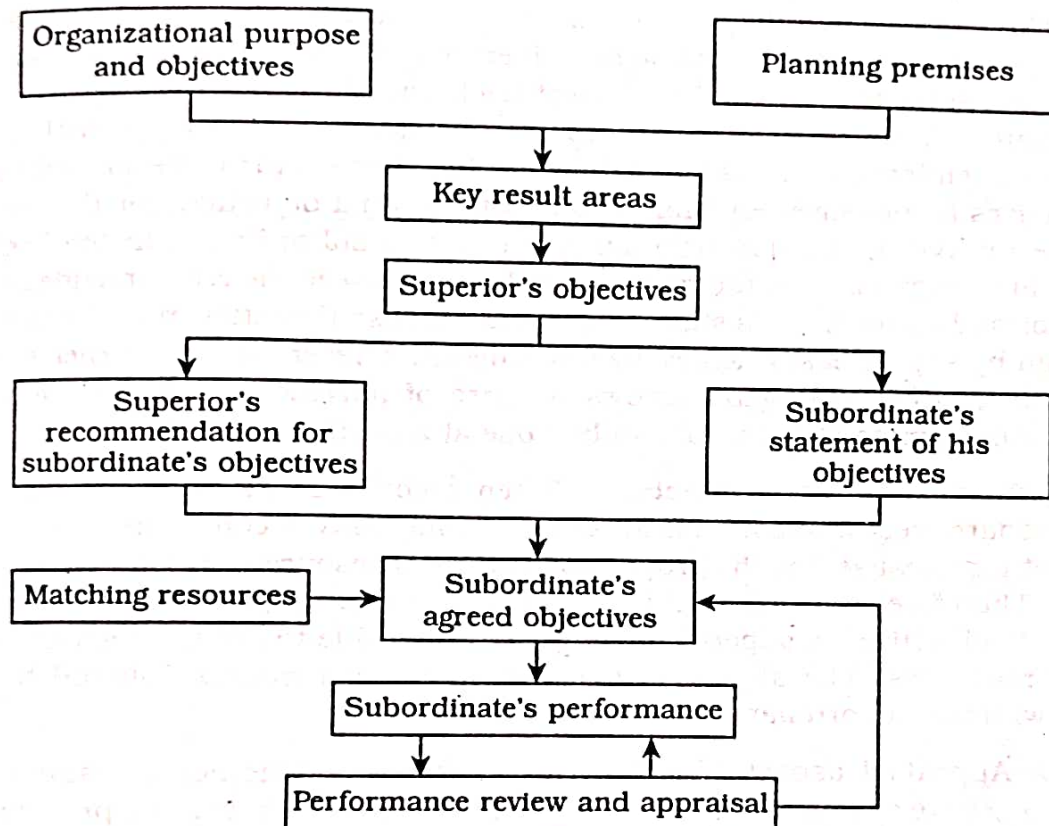 Organizational purpose
and objectives
Planning premises
Key result areas
Superior's objectives
Superior's
recommendation for
subordinate's objectives
Subordinate's
statement of his
objectives
Matching resources
Subordinate's
agreed objectives
Subordinate's performance
Performance review and appraisal